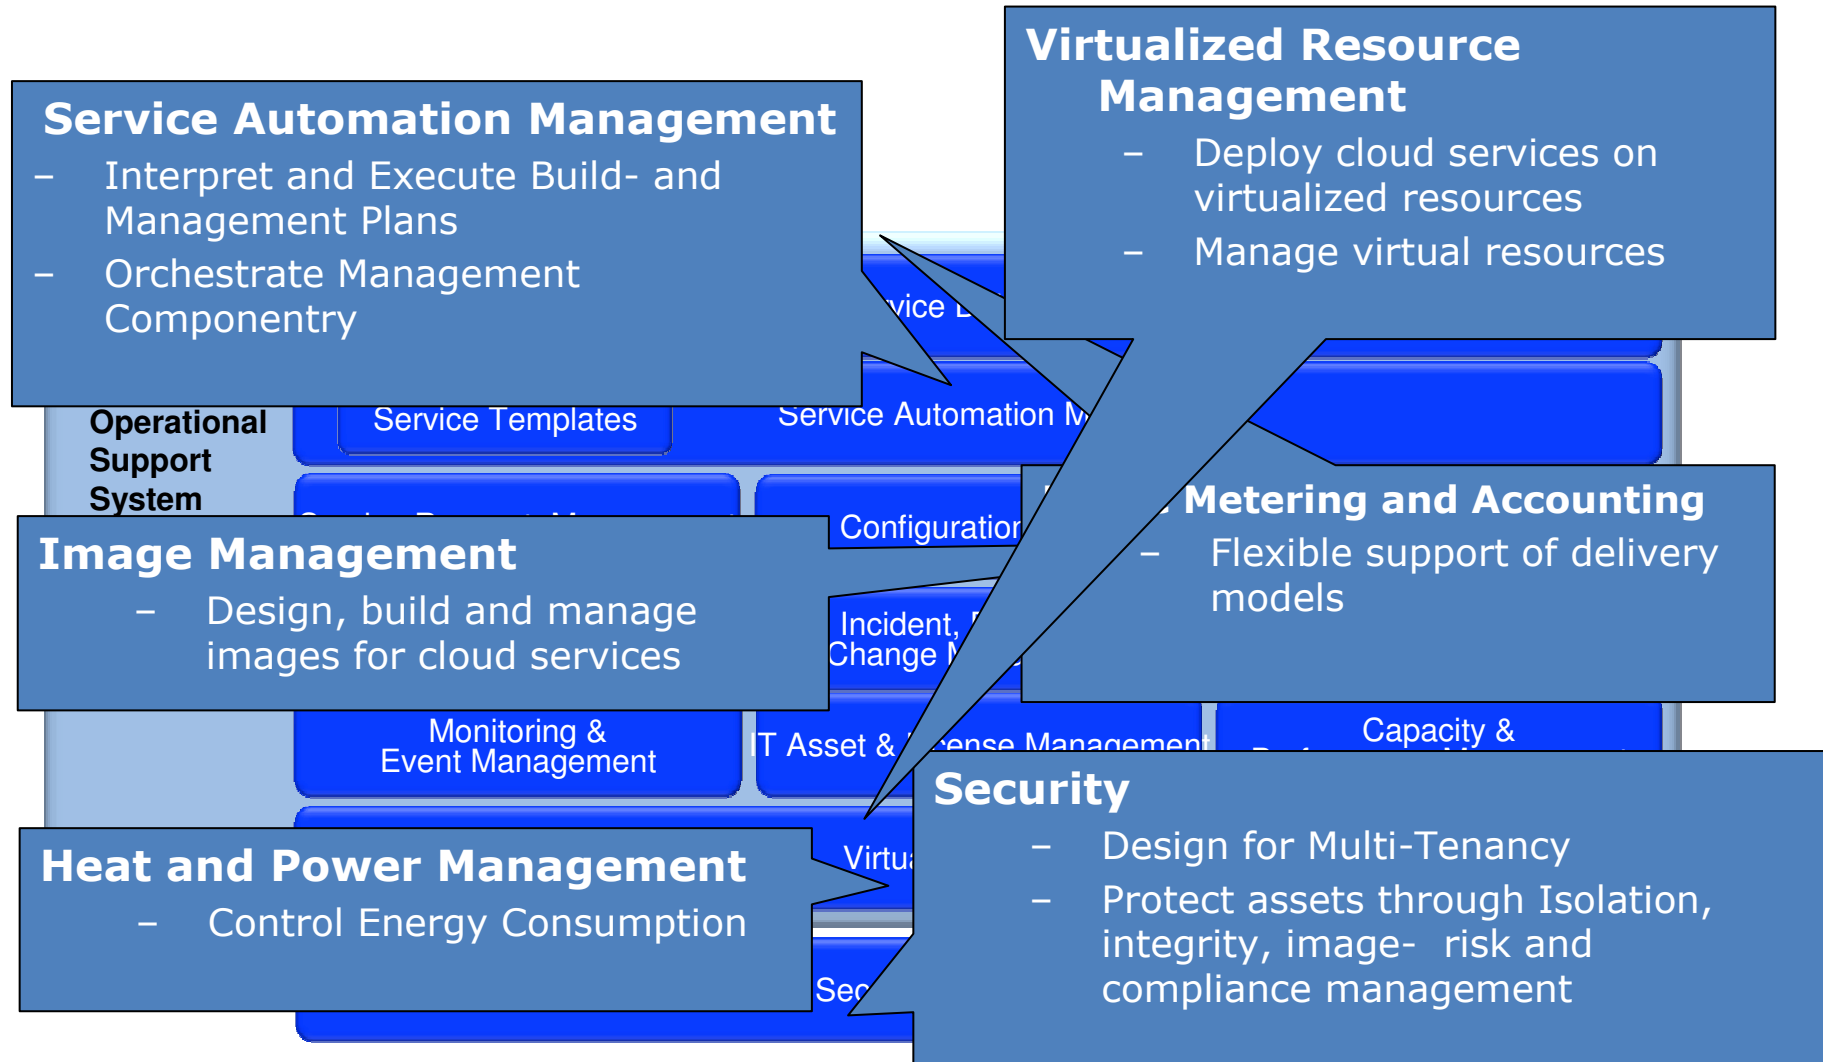 Virtualized Resource
Management
– Deploy cloud services on
virtualized resources
– Manage virtual resources
Service Automation Management
– Interpret and Execute Build- and
Management Plans
– Orchestrate Management
Componentry
Operational
Support
System
Service Templates
Service Automation
Configuration
Metering and Accounting
– Flexible support of delivery
models
Image Management
– Design, build and manage
images for cloud services
Incident,
Change
Monitoring &
Event Management
IT Asset & License Management
Capacity &
Heat and Power Management
– Control Energy Consumption
Security
– Design for Multi-Tenancy
– Protect assets through Isolation,
integrity, image- risk and
compliance management